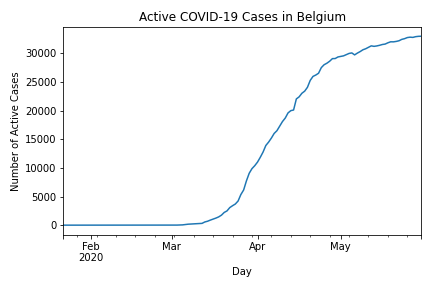 Active COVID-19 Cases in Belgium
Number of Active Cases
30000
25000
20000
15000
10000
5000
0
Feb
2020
Mar
Apr
May
Day